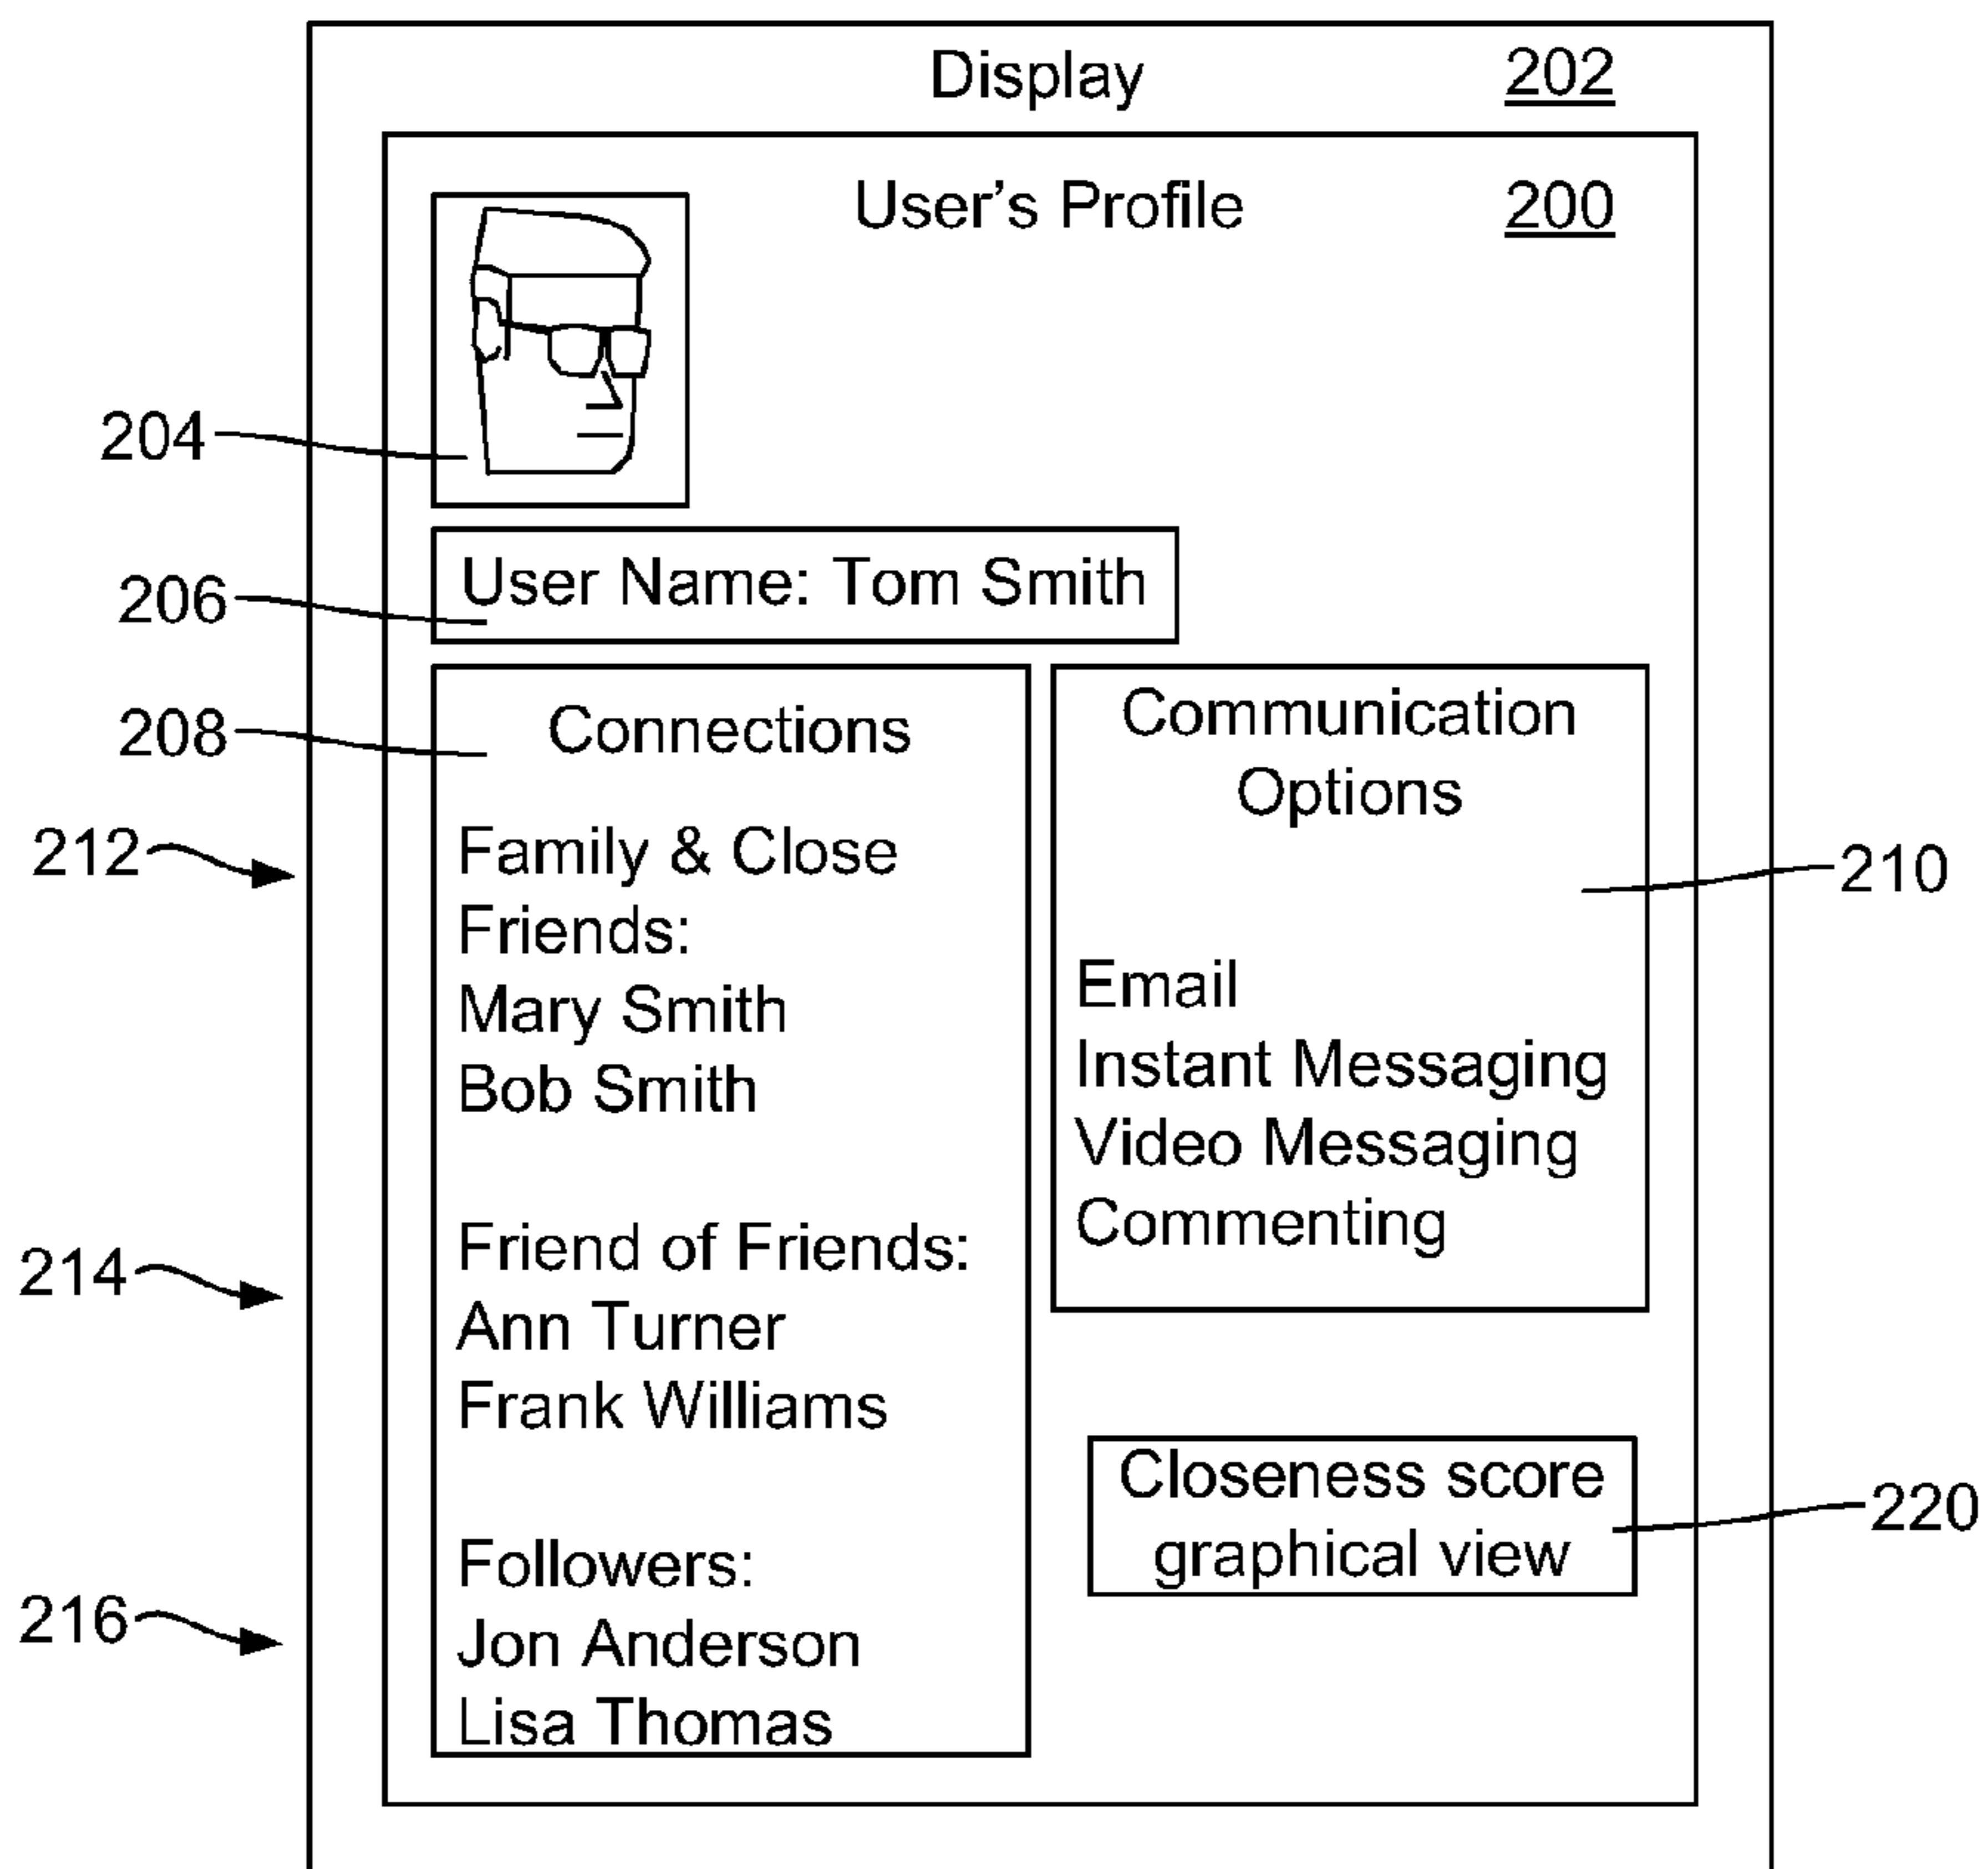 Display 202
User's Profile 200
204
User Name: Tom Smith
206
208
Connections
212
Family & Close
Friends:
Mary Smith
Bob Smith
214
Friend of Friends:
Ann Turner
Frank Williams
216
Followers:
Jon Anderson
Lisa Thomas
Communication
Options
210
Email
Instant Messaging
Video Messaging
Commenting
Closeness score
graphical view
220